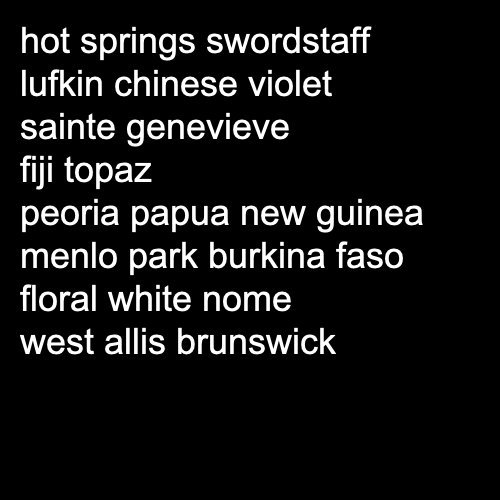 hot springs swordstaff
lufkin chinese violet
sainte genevieve
fiji topaz
peoria papua new guinea
menlo park burkina faso
floral white nome
west allis brunswick